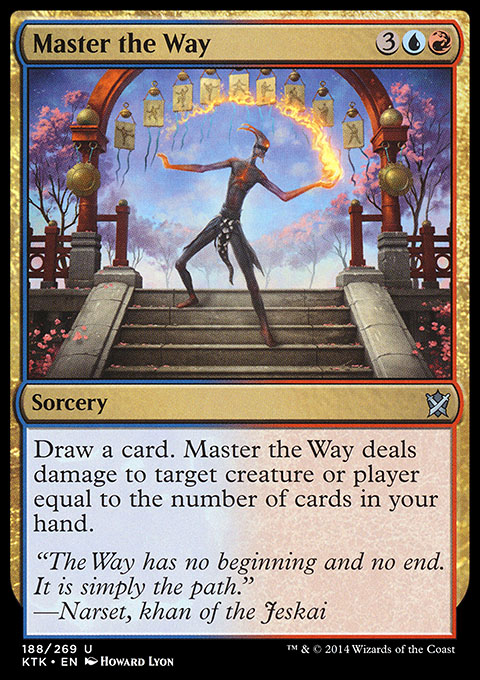 Master the Way 3
Sorcery
Draw a card. Master the Way deals
damage to target creature or player
equal to the number of cards in your
hand.
“The Way has no beginning and no end.
It is simply the path.”
—Narset, khan of the Jeskai
188/269 U
KTK • EN Howard Lyon
™ & © 2014 Wizards of the Coast